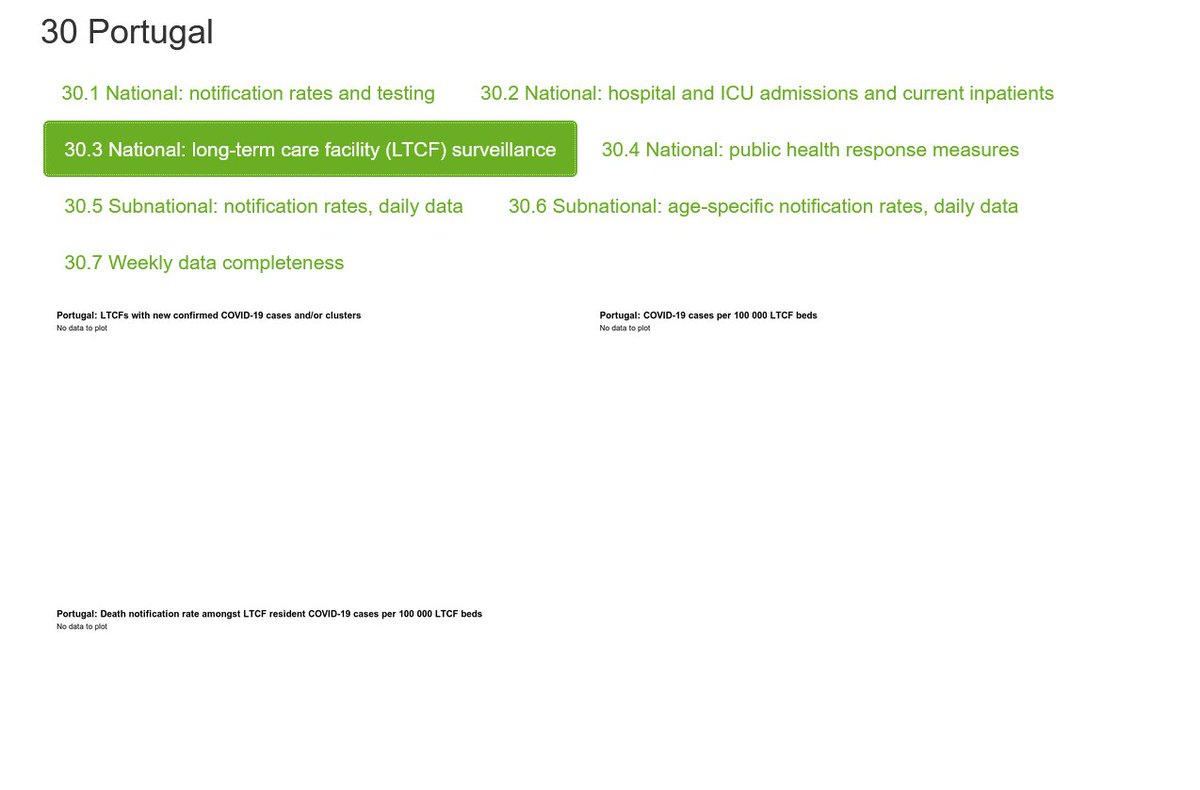 30 Portugal
30.1 National: notification rates and testing
30.2 National: hospital and ICU admissions and current inpatients
30.3 National: long-term care facility (LTCF) surveillance
30.4 National: public health response measures
30.5 Subnational: notification rates, daily data
30.6 Subnational: age-specific notification rates, daily data
30.7 Weekly data completeness
Portugal: LTCFs with new confirmed COVID-19 cases and/or clusters
No data to plot
Portugal: COVID-19 cases per 100 000 LTCF beds
No data to plot
Portugal: Death notification rate amongst LTCF resident COVID-19 cases per 100 000 LTCF beds
No data to plot